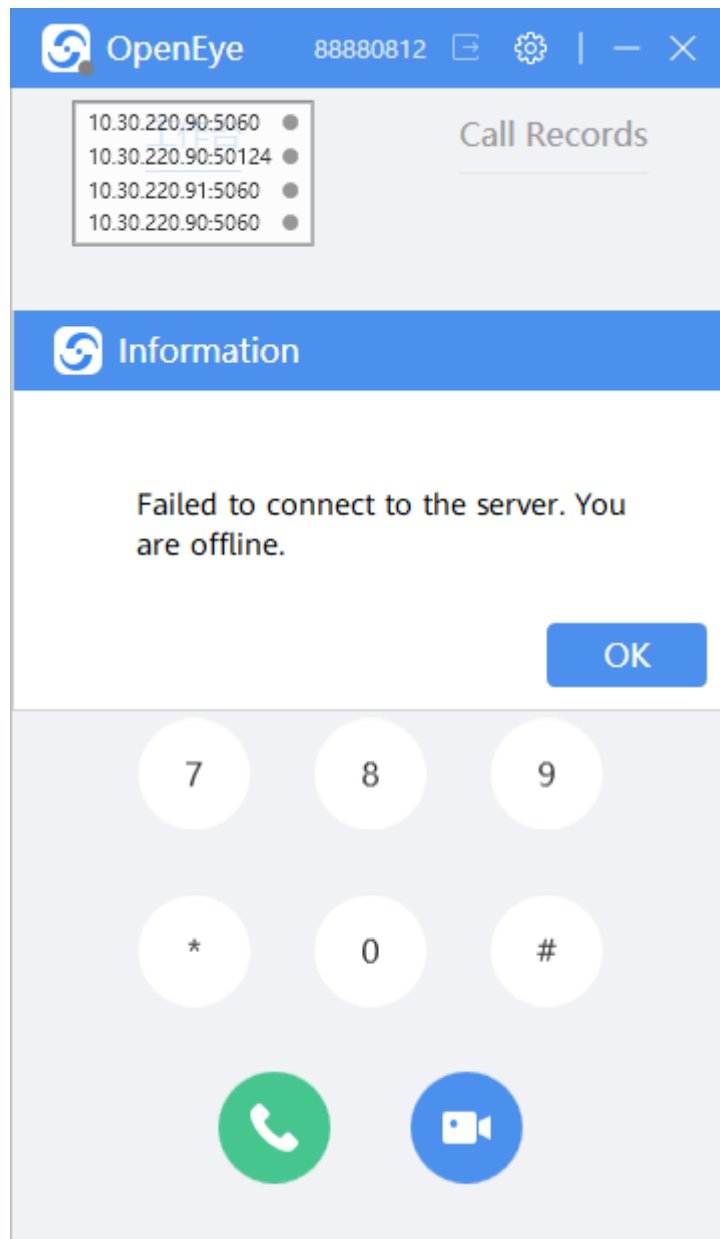 OpenEye 88880812
10.30.220.90:5060
10.30.220.90:50124
10.30.220.91:5060
10.30.220.90:5060
Call Records
Information
Failed to connect to the server. You
are offline.
OK
7 8 9
* 0 #